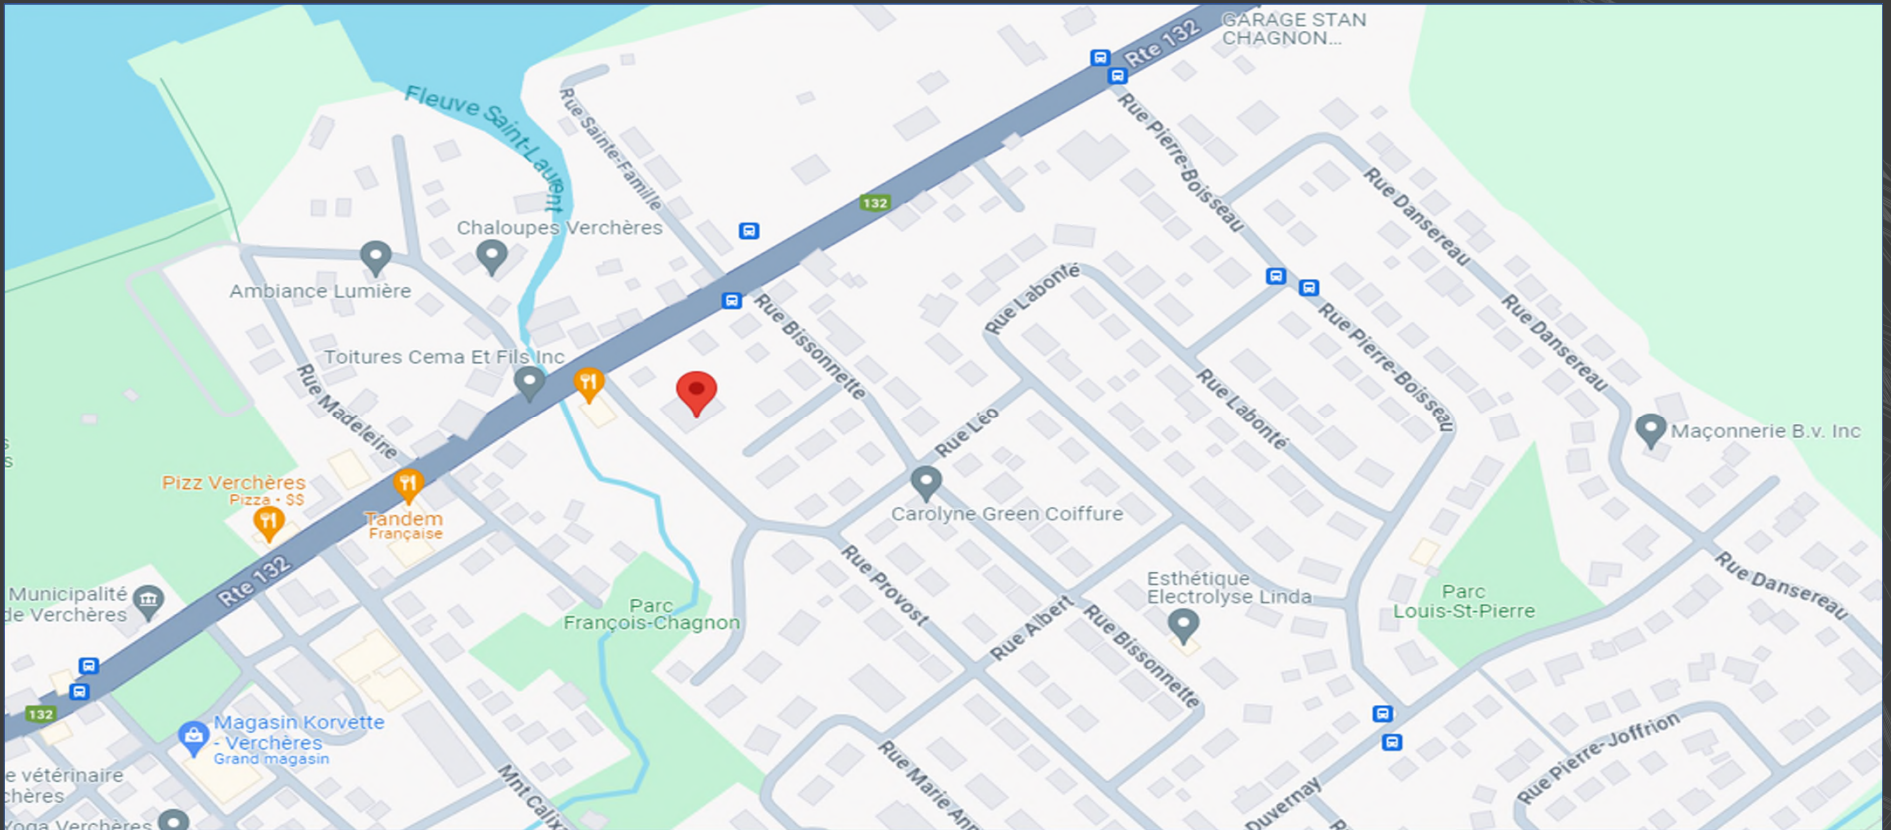 GARAGE STAN
CHAGNON...
Rte 132
Fleuve Saint-Laurent
Rue Sainte-Famille
Rue Pierre-Boisseau
132
Rue Dansereau
Chaloupes Verchères
Ambiance Lumière
Rue Labonté
Rue Bissonnette
Rue Dansereau
Rue Pierre-Boisseau
Toitures Cema Et Fils Inc
Rue Madeleine
Rue Labonté
Rue Léo
Maçonnerie B.v. Inc
Pizz Verchères
Pizza · $$
Tandem
Française
Carolyne Green Coiffure
Rte 132
Rue Provost
Esthétique
Electrolyse Linda
Municipalité
de Verchères
Parc
François-Chagnon
Parc
Louis-St-Pierre
Rue Dansereau
Rue Albert
Rue Bissonnette
132
Magasin Korvette
- Verchères
Grand magasin
Rue Pierre-Joffrion
Rue Marie Ann
Mnt Calix
Duvernay
e vétérinaire
chères
Yoga Verchères